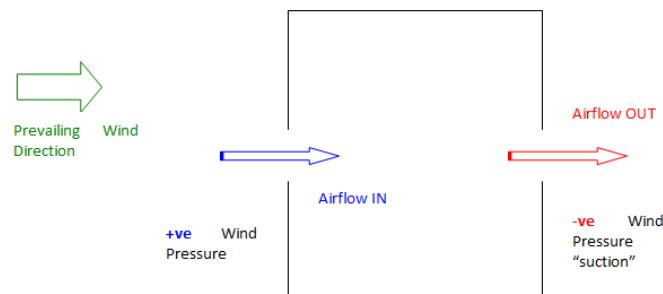 Prevailing Wind
Direction
Airflow IN
+ve Wind
Pressure
Airflow OUT
-ve Wind
Pressure
“suction”